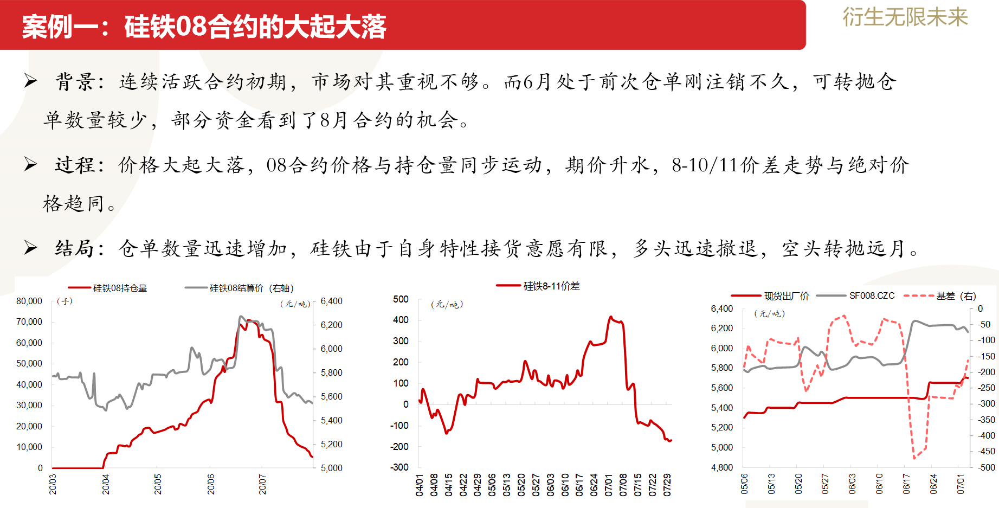 案例一：硅铁08合约的大起大落
衍生无限未来
➢ 背景：连续活跃合约初期，市场对其重视不够。而6月处于前次仓单刚注销不久，可转抛仓
单数量较少，部分资金看到了8月合约的机会。
➢ 过程：价格大起大落，08合约价格与持仓量同步运动，期价升水，8-10/11价差走势与绝对价
格趋同。
➢ 结局：仓单数量迅速增加，硅铁由于自身特性接货意愿有限，多头迅速撤退，空头转抛远月。
硅铁08持仓量 硅铁08结算价（右轴）
（手）
（元/吨）
80,000
70,000
60,000
50,000
40,000
30,000
20,000
10,000
0
6,400
6,200
6,000
5,800
5,600
5,400
5,200
5,000
20/03 20/04 20/05 20/06 20/07
硅铁8-11价差
（元/吨）
500
400
300
200
100
0
-100
-200
-300
04/01 04/08 04/15 04/22 04/29 05/06 05/13 05/20 05/27 06/03 06/10 06/17 06/24 07/01 07/08 07/15 07/22 07/29
现货出厂价 SF008.CZC 基差（右）
（元/吨）
6,400
6,200
6,000
5,800
5,600
5,400
5,200
5,000
4,800
0
-50
-100
-150
-200
-250
-300
-350
-400
-450
-500
05/06 05/13 05/20 05/27 06/03 06/10 06/17 06/24 07/01